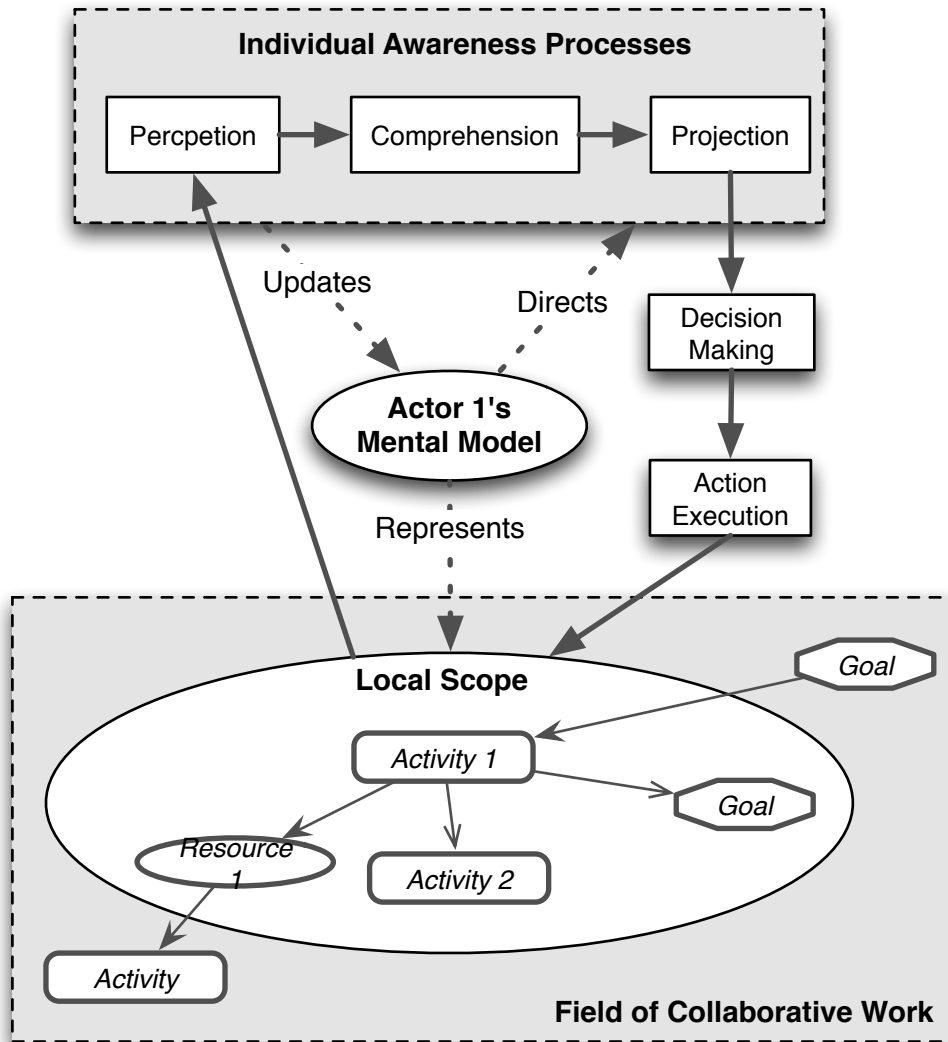 Individual Awareness Processes
Percpetion
Comprehension
Projection
Updates
Directs
Decision
Making
Actor 1's
Mental Model
Action
Execution
Represents
Local Scope
Goal
Activity 1
Goal
Resource
1
Activity 2
Activity
Field of Collaborative Work